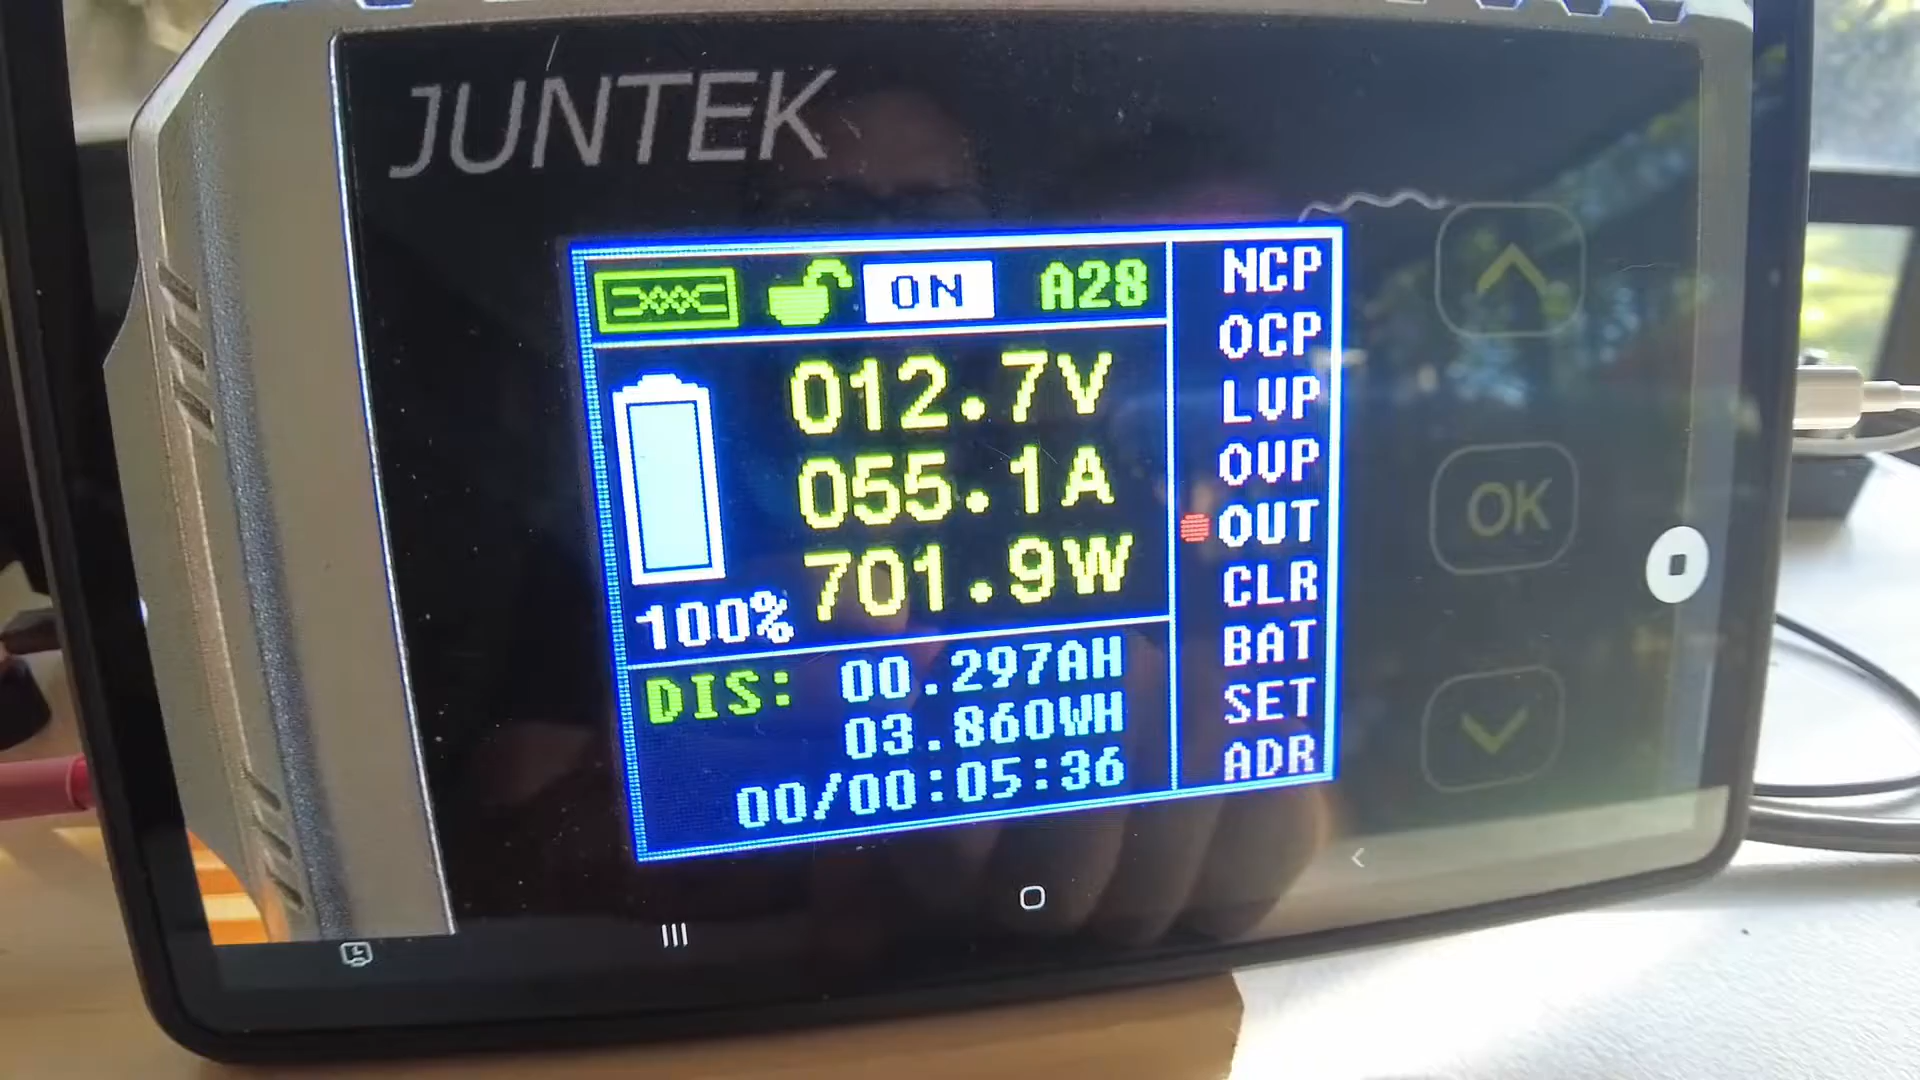 JUNTEK
ON A28
012.7V
055.1A
701.9W
100%
DIS: 00.297AH
03.860WH
00/00:05:36
NCP
OCP
LVP
OVP
OUT
CLR
BAT
SET
ADR
OK